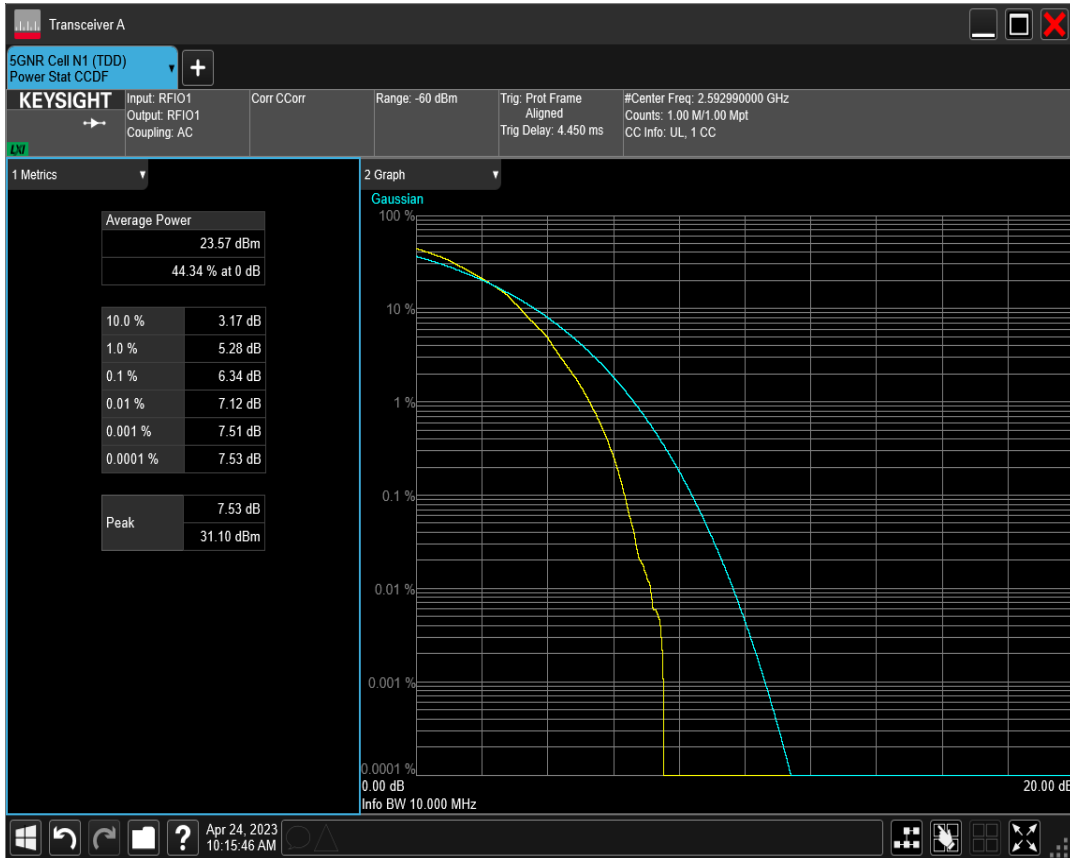 Transceiver A
5GNR Cell N1 (TDD)
Power Stat CCDF
+
KEYSIGHT
LXI
Input: RFIO1
Output: RFIO1
Coupling: AC
Corr CCorr
Range: -60 dBm
Trig: Prot Frame
Aligned
Trig Delay: 4.450 ms
#Center Freq: 2.592990000 GHz
Counts: 1.00 M/1.00 Mpt
CC Info: UL, 1 CC
1 Metrics
Average Power
23.57 dBm
44.34 % at 0 dB
10.0 % 3.17 dB
1.0 % 5.28 dB
0.1 % 6.34 dB
0.01 % 7.12 dB
0.001 % 7.51 dB
0.0001 % 7.53 dB
Peak
7.53 dB
31.10 dBm
2 Graph
Gaussian
100 %
10 %
1 %
0.1 %
0.01 %
0.001 %
0.0001 %
0.00 dB 20.00 dB
Info BW 10.000 MHz
?
Apr 24, 2023
10:15:46 AM